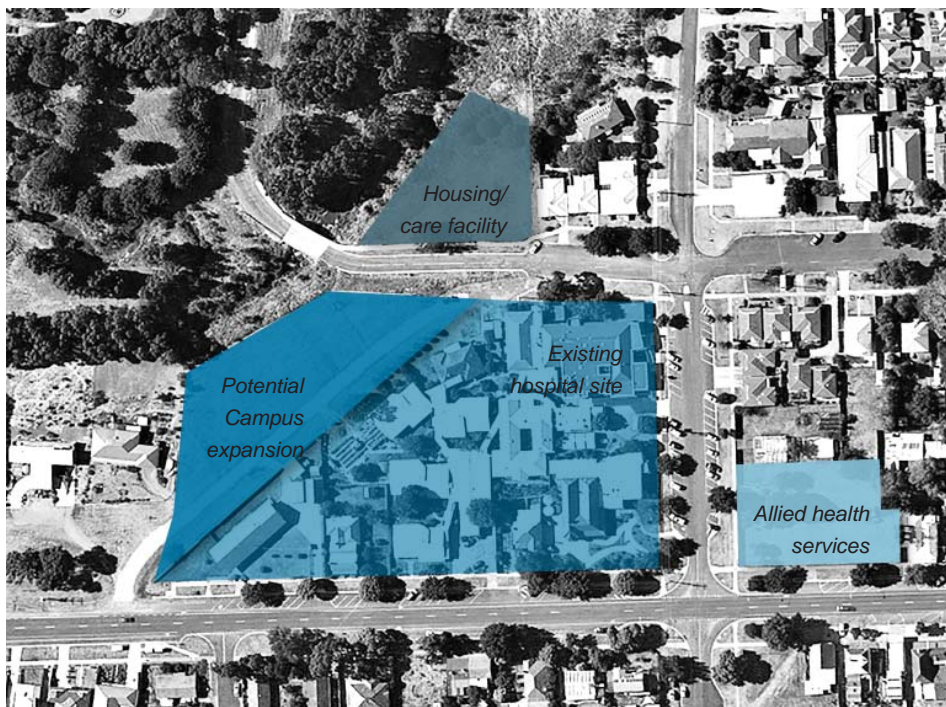 Housing/
care facility
Existing
hospital site
Potential
Campus
expansion
Allied health
services